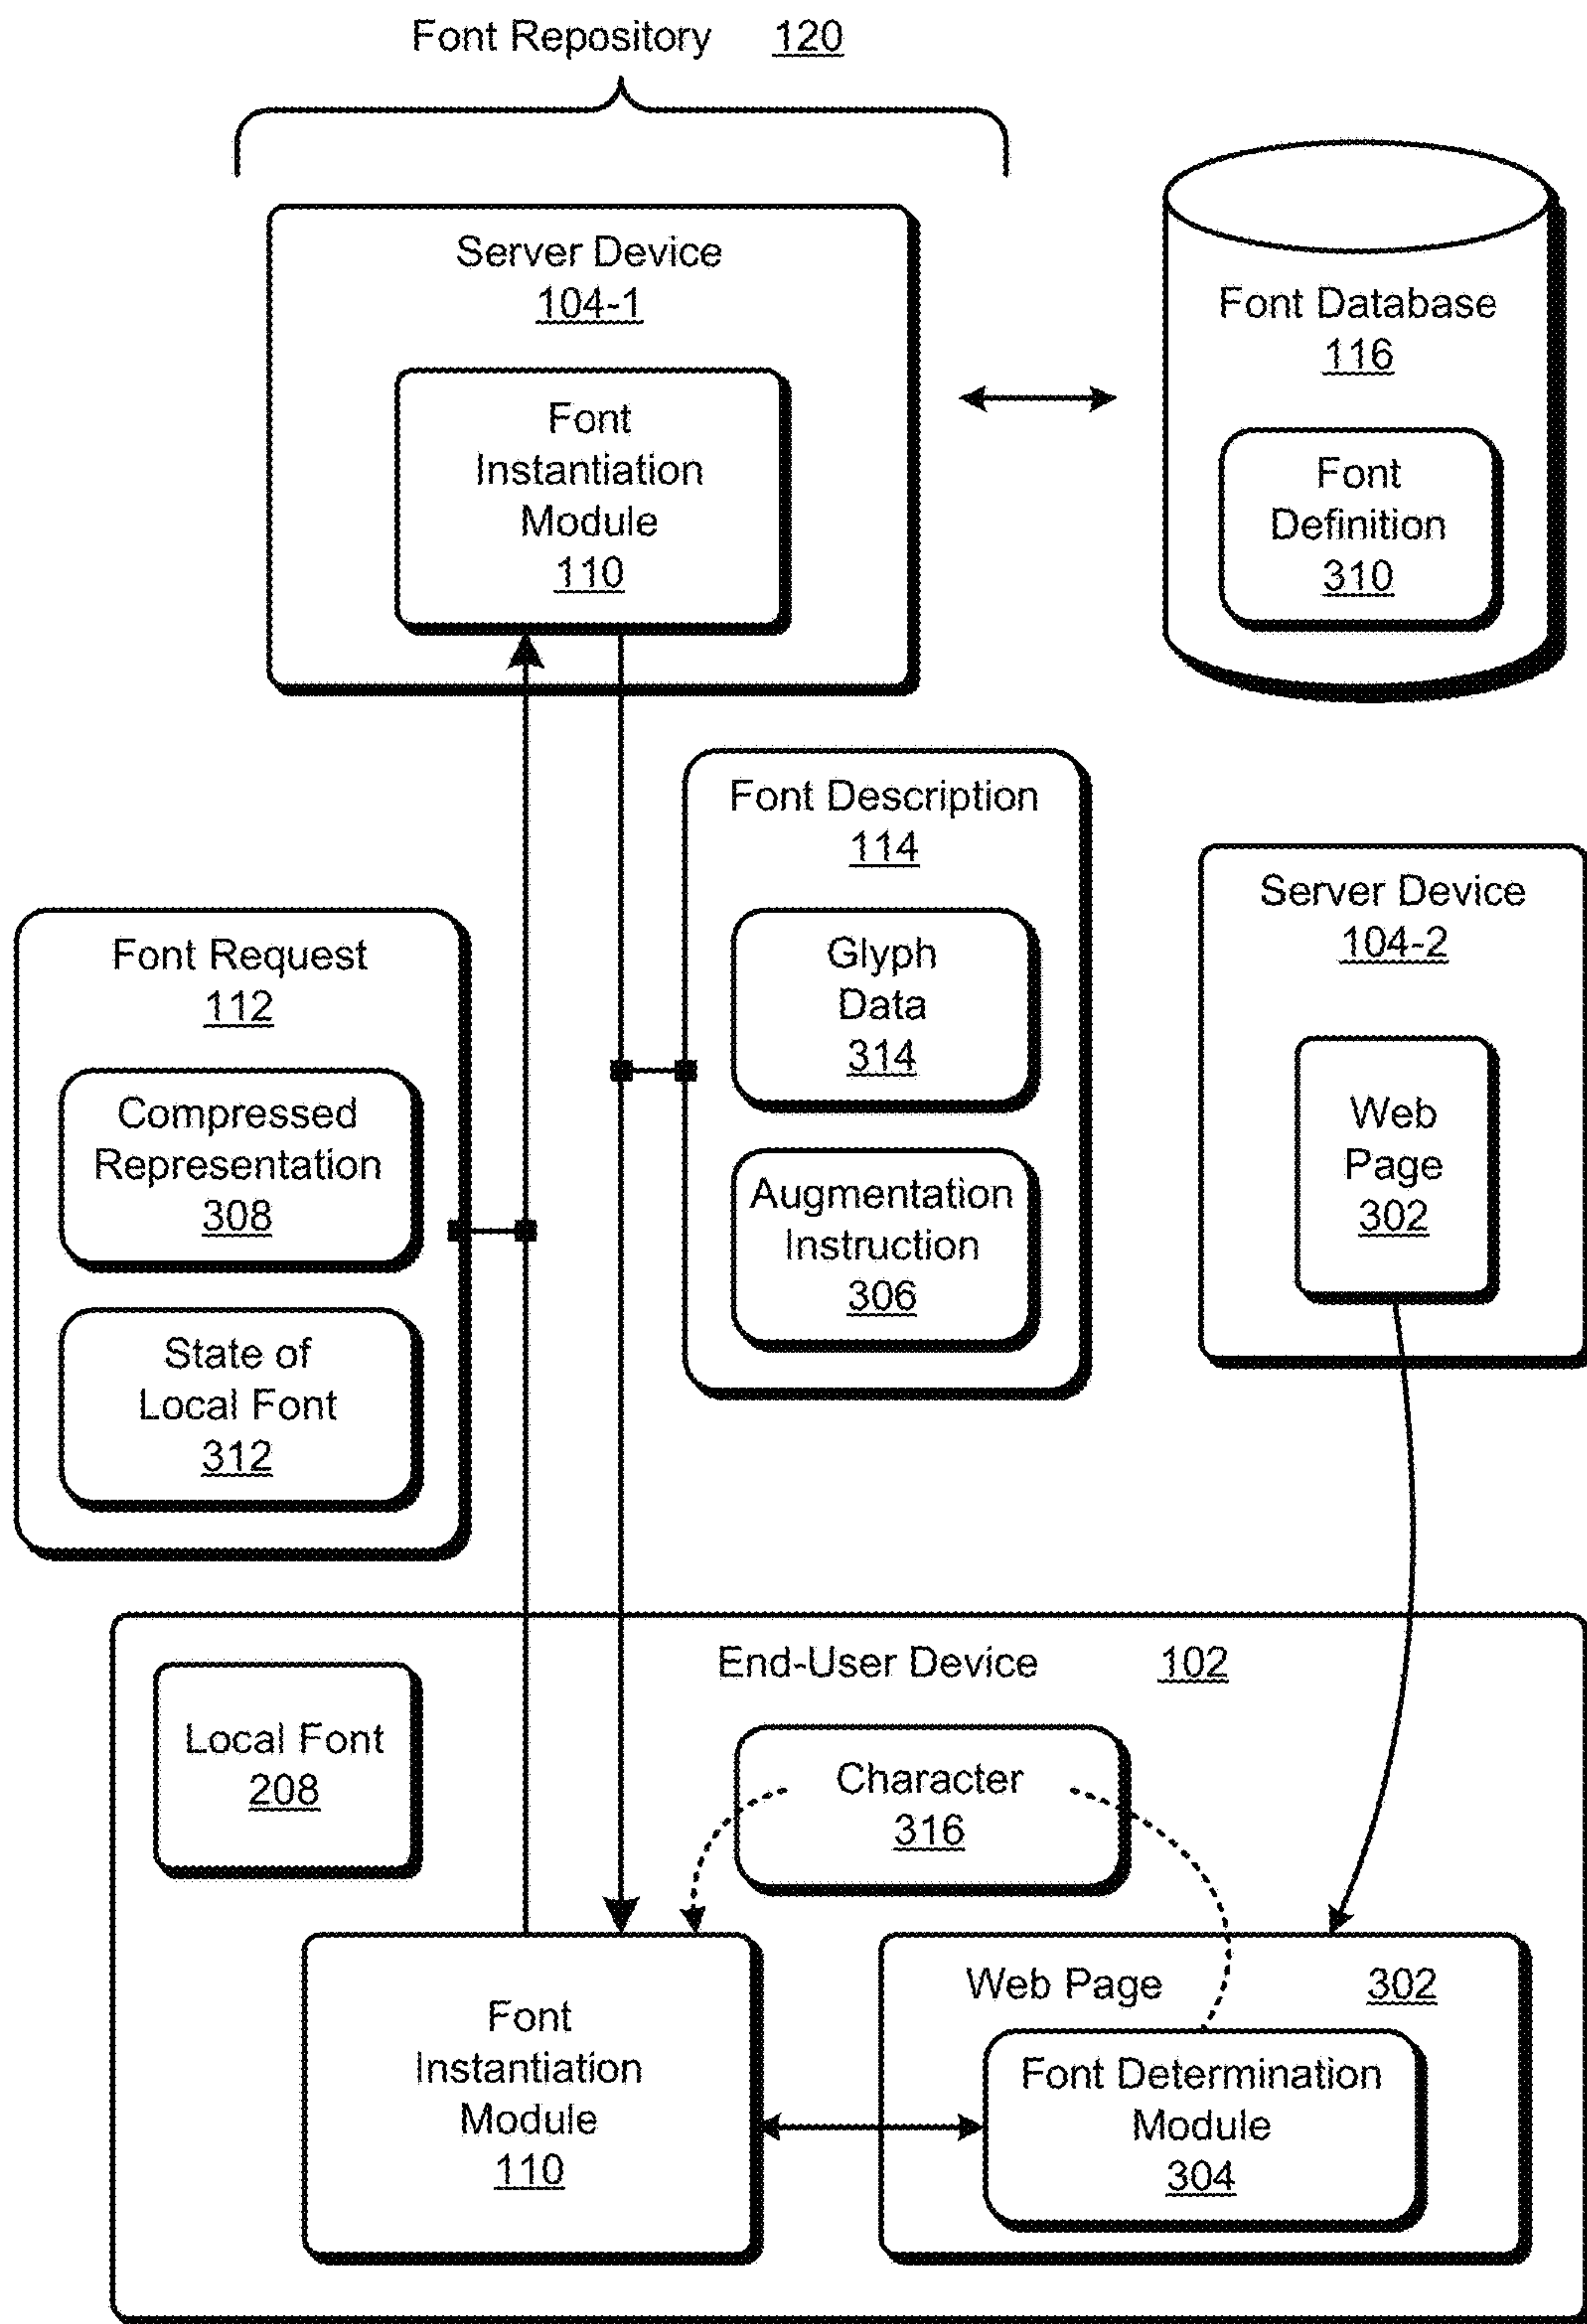 Font Repository 120
Server Device
104-1
Font
Instantiation
Module
110
Font Database
116
Font
Definition
310
Font Description
114
Glyph
Data
314
Augmentation
Instruction
306
Server Device
104-2
Web
Page
302
Font Request
112
Compressed
Representation
308
State of
Local Font
312
End-User Device 102
Local Font
208
Character
316
Font
Instantiation
Module
110
Web Page 302
Font Determination
Module
304